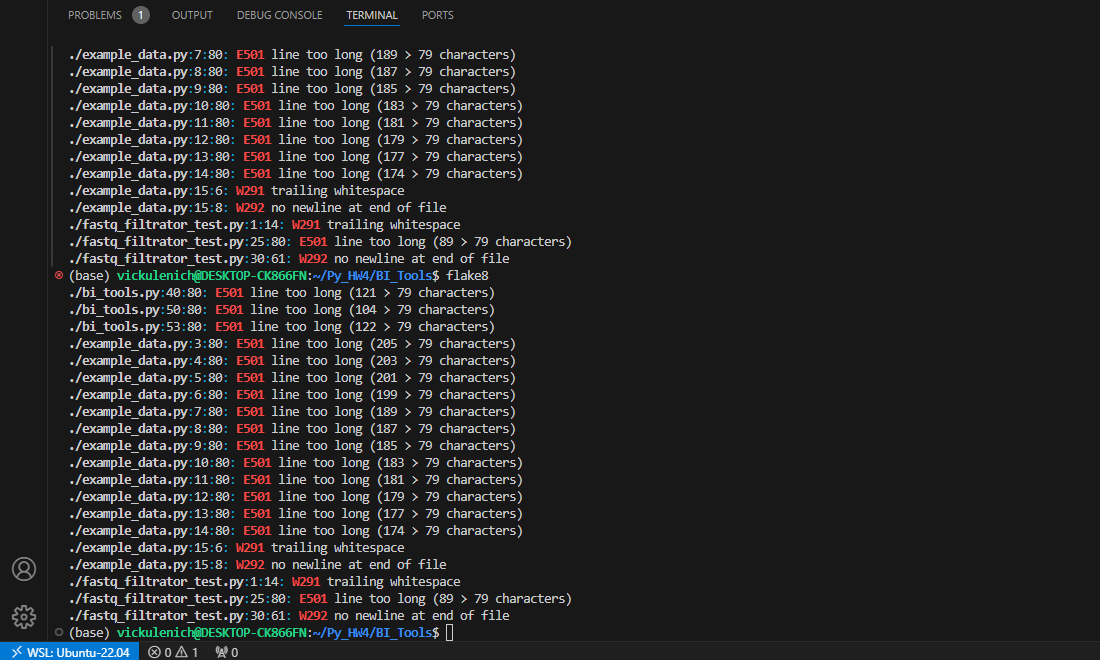 PROBLEMS 1 OUTPUT DEBUG CONSOLE TERMINAL PORTS
./example_data.py:7:80: E501 line too long (189 > 79 characters)
./example_data.py:8:80: E501 line too long (187 > 79 characters)
./example_data.py:9:80: E501 line too long (185 > 79 characters)
./example_data.py:10:80: E501 line too long (183 > 79 characters)
./example_data.py:11:80: E501 line too long (181 > 79 characters)
./example_data.py:12:80: E501 line too long (179 > 79 characters)
./example_data.py:13:80: E501 line too long (177 > 79 characters)
./example_data.py:14:80: E501 line too long (174 > 79 characters)
./example_data.py:15:6: W291 trailing whitespace
./example_data.py:15:8: W292 no newline at end of file
./fastq_filtrator_test.py:1:14: W291 trailing whitespace
./fastq_filtrator_test.py:25:80: E501 line too long (89 > 79 characters)
./fastq_filtrator_test.py:30:61: W292 no newline at end of file
(base) vickulenich@DESKTOP-CK866FN:~/Py_HW4/BI_Tools$ flake8
./bi_tools.py:40:80: E501 line too long (121 > 79 characters)
./bi_tools.py:50:80: E501 line too long (104 > 79 characters)
./bi_tools.py:53:80: E501 line too long (122 > 79 characters)
./example_data.py:3:80: E501 line too long (205 > 79 characters)
./example_data.py:4:80: E501 line too long (203 > 79 characters)
./example_data.py:5:80: E501 line too long (201 > 79 characters)
./example_data.py:6:80: E501 line too long (199 > 79 characters)
./example_data.py:7:80: E501 line too long (189 > 79 characters)
./example_data.py:8:80: E501 line too long (187 > 79 characters)
./example_data.py:9:80: E501 line too long (185 > 79 characters)
./example_data.py:10:80: E501 line too long (183 > 79 characters)
./example_data.py:11:80: E501 line too long (181 > 79 characters)
./example_data.py:12:80: E501 line too long (179 > 79 characters)
./example_data.py:13:80: E501 line too long (177 > 79 characters)
./example_data.py:14:80: E501 line too long (174 > 79 characters)
./example_data.py:15:6: W291 trailing whitespace
./example_data.py:15:8: W292 no newline at end of file
./fastq_filtrator_test.py:1:14: W291 trailing whitespace
./fastq_filtrator_test.py:25:80: E501 line too long (89 > 79 characters)
./fastq_filtrator_test.py:30:61: W292 no newline at end of file
(base) vickulenich@DESKTOP-CK866FN:~/Py_HW4/BI_Tools$
WSL: Ubuntu-22.04 0 1 0